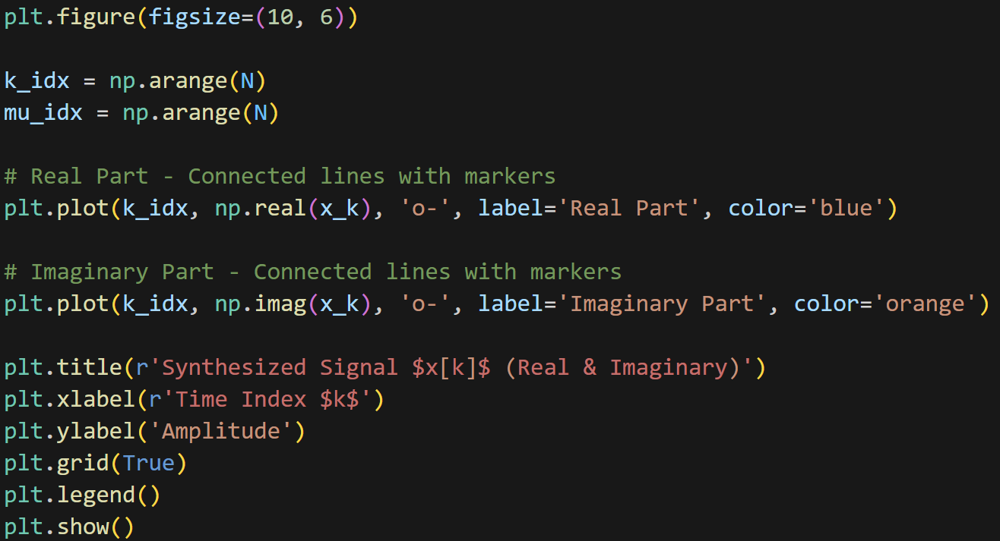 plt.figure(figsize=(10, 6))
k_idx = np.arange(N)
mu_idx = np.arange(N)
# Real Part - Connected lines with markers
plt.plot(k_idx, np.real(x_k), 'o-', label='Real Part', color='blue')
# Imaginary Part - Connected lines with markers
plt.plot(k_idx, np.imag(x_k), 'o-', label='Imaginary Part', color='orange')
plt.title(r'Synthesized Signal $x[k]$ (Real & Imaginary)')
plt.xlabel(r'Time Index $k$')
plt.ylabel('Amplitude')
plt.grid(True)
plt.legend()
plt.show()